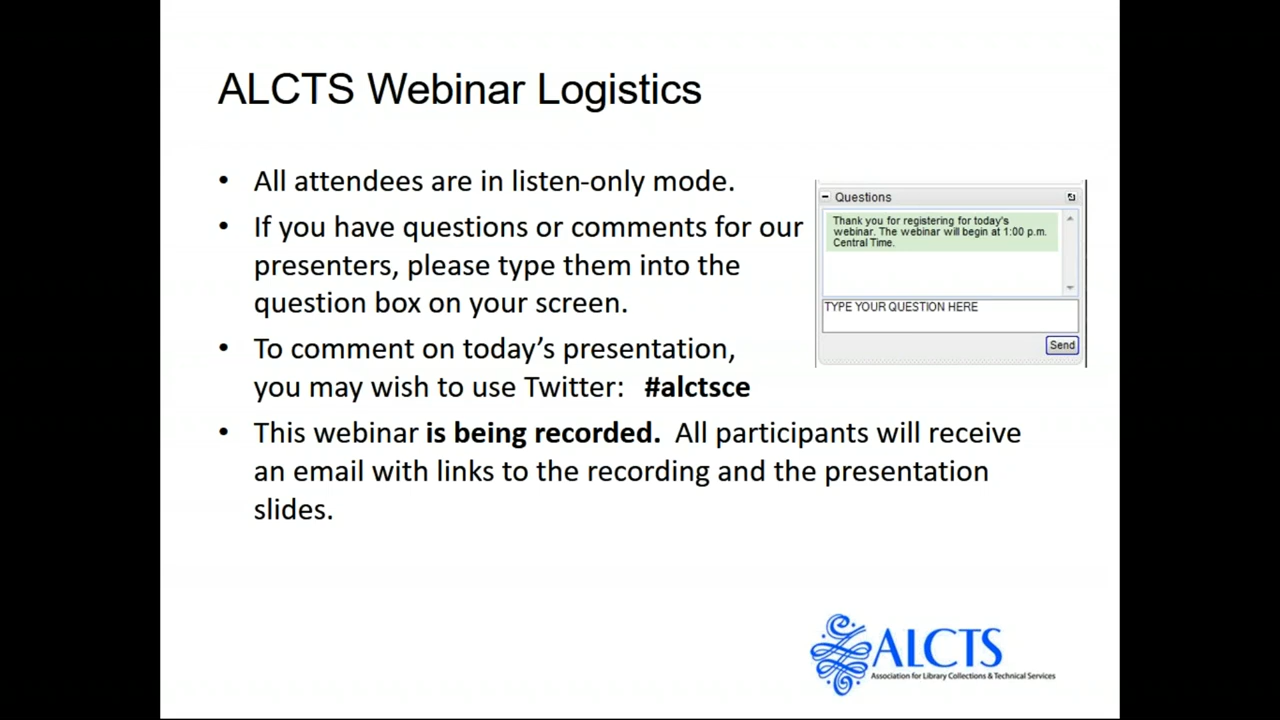 ALCTS Webinar Logistics
• All attendees are in listen-only mode.
• If you have questions or comments for our
presenters, please type them into the
question box on your screen.
• To comment on today’s presentation,
you may wish to use Twitter: #alctsce
• This webinar is being recorded. All participants will receive
an email with links to the recording and the presentation
slides.
Questions
Thank you for registering for today's
webinar. The webinar will begin at 1:00 p.m.
Central Time.
TYPE YOUR QUESTION HERE
Send
ALCTS
Association for Library Collections & Technical Services